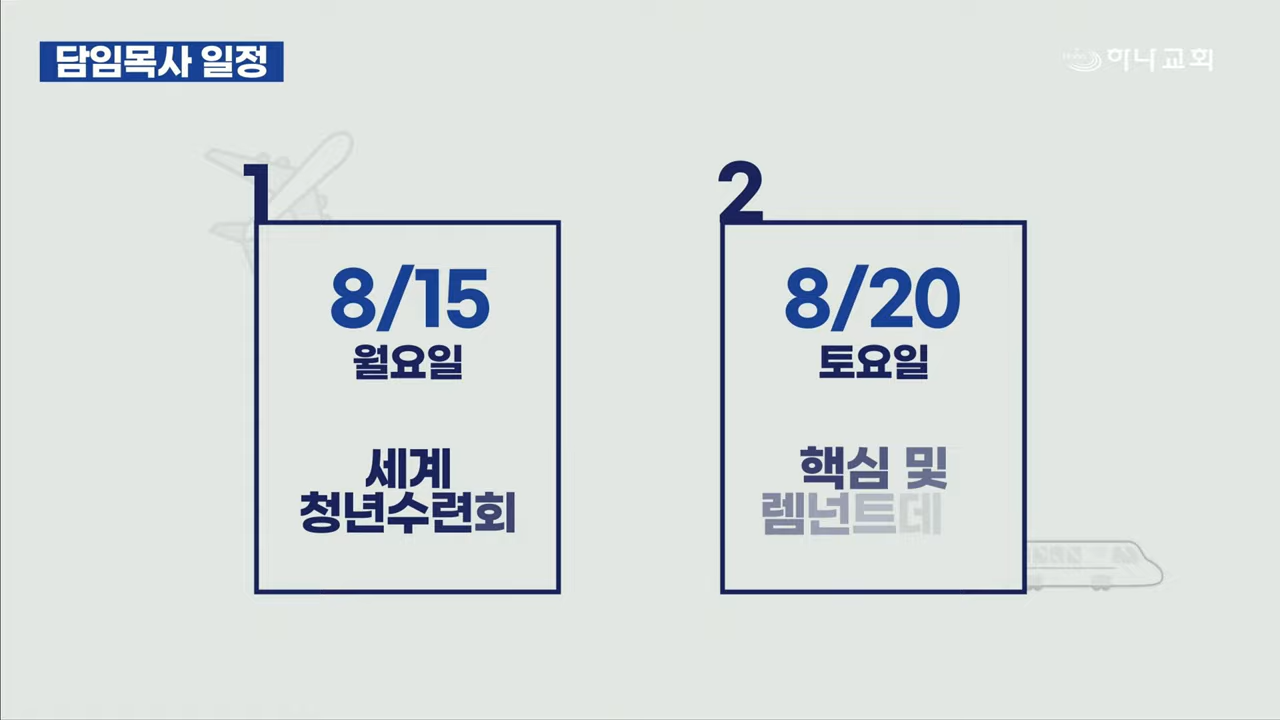 담임목사 일정
하나교회
1
8/15
월요일
세계
청년수련회
2
8/20
토요일
핵심 및
렘넌트데